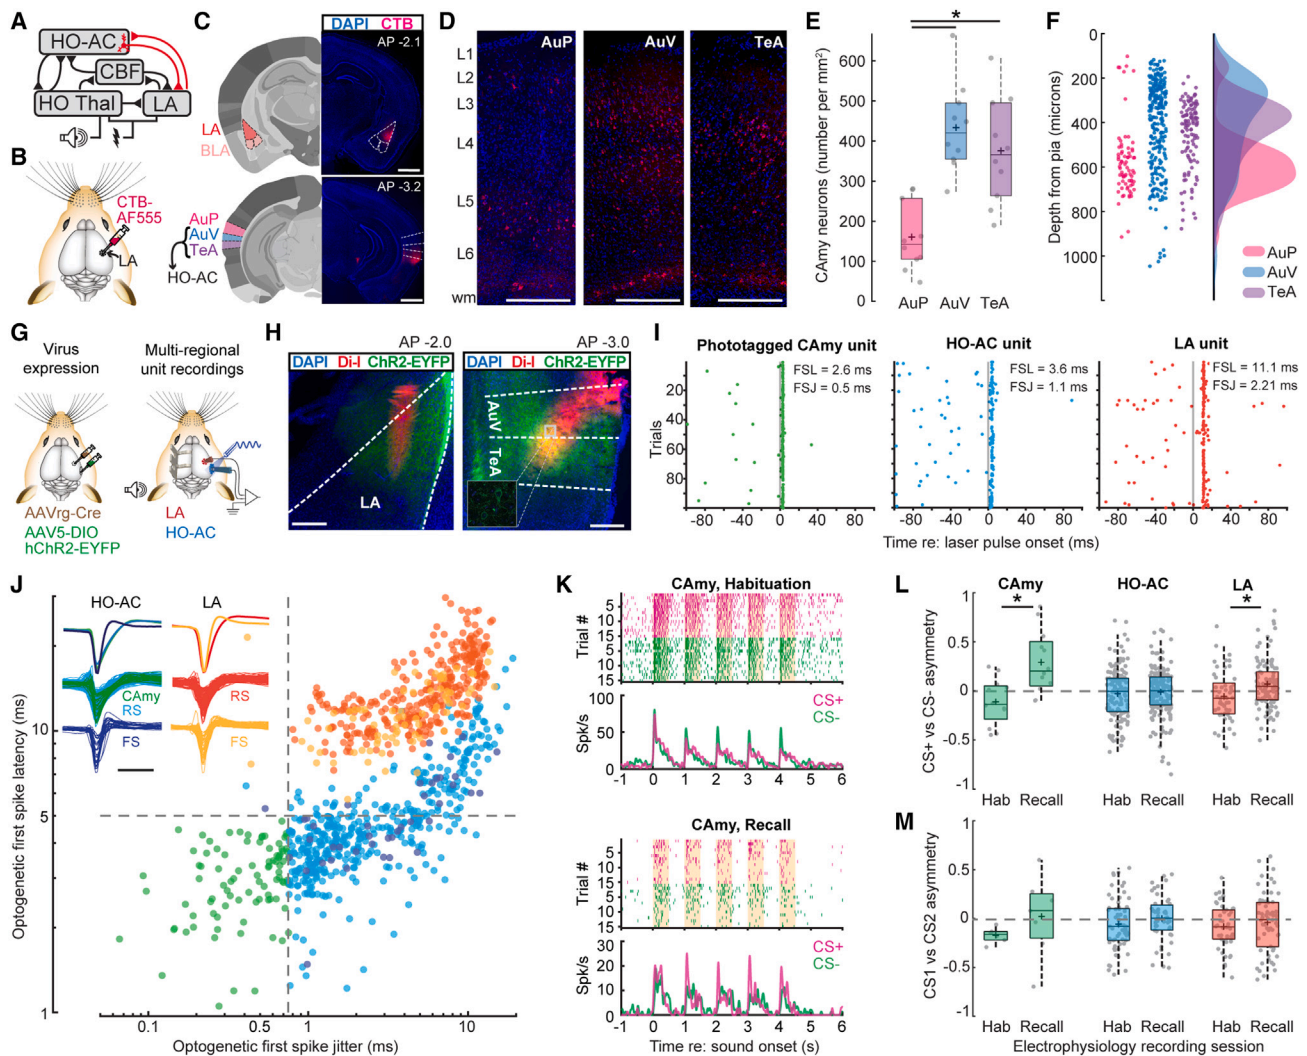 A
HO-AC
CBF
HO Thal
LA
B
CTB-
AF555
LA
C
DAPI CTB
AP -2.1
LA
BLA
AP -3.2
AuP
AuV
TeA
HO-AC
D
AuP
AuV
TeA
L1
L2
L3
L4
L5
L6
wm
E
*
CAmy neurons (number per mm²)
600
500
400
300
200
100
0
AuP AuV TeA
F
Depth from pia (microns)
0
200
400
600
800
1000
AuP
AuV
TeA
G
Virus
expression
Multi-regional
unit recordings
AAVrg-Cre
AAV5-DIO
hChR2-EYFP
LA
HO-AC
H
AP -2.0
DAPI Di-I ChR2-EYFP
LA
AP -3.0
DAPI Di-I ChR2-EYFP
AuV
TeA
I
Phototagged CAmy unit
FSL = 2.6 ms
FSJ = 0.5 ms
HO-AC unit
FSL = 3.6 ms
FSJ = 1.1 ms
LA unit
FSL = 11.1 ms
FSJ = 2.21 ms
Trials
20
40
60
80
-80 -40 0 40 80
-80 -40 0 40 80
-80 -40 0 40 80
Time re: laser pulse onset (ms)
J
HO-AC
LA
CAmy
RS
FS
RS
FS
Optogenetic first spike latency (ms)
10
5
1
0.1 0.5 1 10
Optogenetic first spike jitter (ms)
K
CAmy, Habituation
Trial #
5
10
15
5
10
15
Spk/s
100
50
0
CS+
CS-
-1 0 1 2 3 4 5 6
CAmy, Recall
Trial #
5
10
15
5
10
15
Spk/s
30
20
10
0
CS+
CS-
-1 0 1 2 3 4 5 6
Time re: sound onset (s)
L
CAmy
HO-AC
LA
*
*
CS+ vs CS- asymmetry
1
0.5
0
-0.5
-1
Hab Recall
Hab Recall
Hab Recall
M
CS1 vs CS2 asymmetry
1
0.5
0
-0.5
-1
Hab Recall
Hab Recall
Hab Recall
Electrophysiology recording session